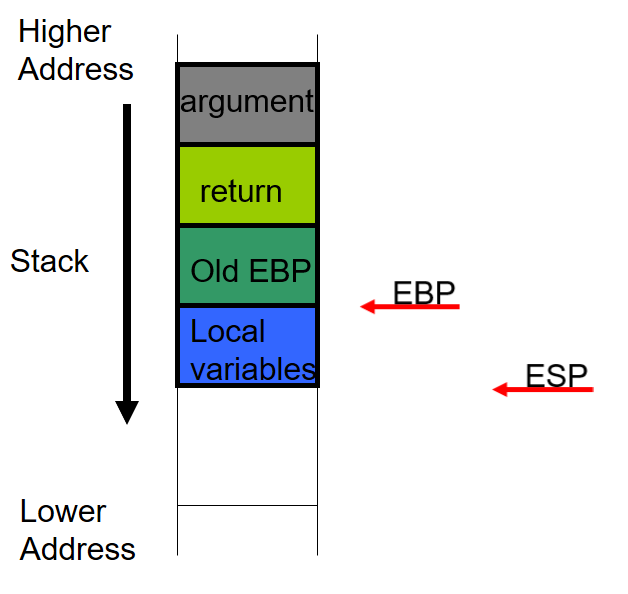 Higher
Address
argument
return
Stack
Old EBP
EBP
Local
variables
ESP
Lower
Address